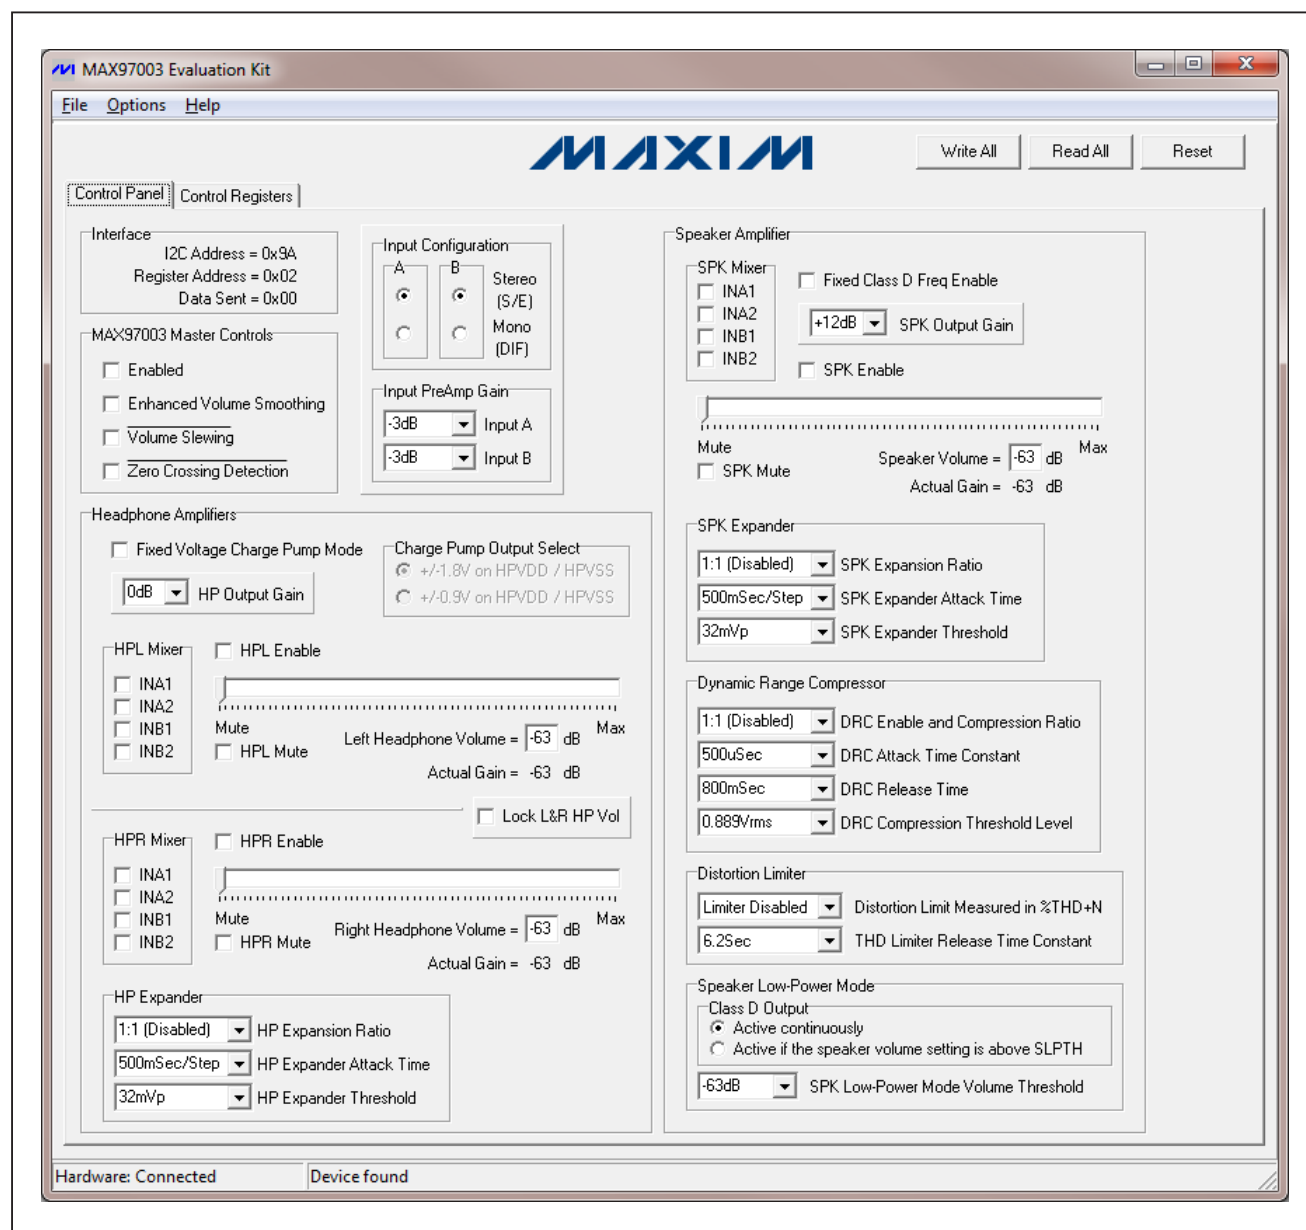 MAX97003 Evaluation Kit
File Options Help
MAXIM
Write All Read All Reset
Control Panel Control Registers
Interface
I2C Address = 0x9A
Register Address = 0x02
Data Sent = 0x00
MAX97003 Master Controls
Enabled
Enhanced Volume Smoothing
Volume Slewing
Zero Crossing Detection
Input Configuration
A B
Stereo
(S/E)
Mono
(DIF)
Input PreAmp Gain
-3dB Input A
-3dB Input B
Headphone Amplifiers
Fixed Voltage Charge Pump Mode
0dB HP Output Gain
Charge Pump Output Select
+/-1.8V on HPVDD / HPVSS
+/-0.9V on HPVDD / HPVSS
HPL Mixer
INA1
INA2
INB1
INB2
HPL Enable
Mute Max
HPL Mute
Left Headphone Volume = -63 dB
Actual Gain = -63 dB
Lock L&R HP Vol
HPR Mixer
INA1
INA2
INB1
INB2
HPR Enable
Mute Max
HPR Mute
Right Headphone Volume = -63 dB
Actual Gain = -63 dB
HP Expander
1:1 (Disabled) HP Expansion Ratio
500mSec/Step HP Expander Attack Time
32mVp HP Expander Threshold
Speaker Amplifier
SPK Mixer
INA1
INA2
INB1
INB2
Fixed Class D Freq Enable
+12dB SPK Output Gain
SPK Enable
Mute Max
SPK Mute
Speaker Volume = -63 dB
Actual Gain = -63 dB
SPK Expander
1:1 (Disabled) SPK Expansion Ratio
500mSec/Step SPK Expander Attack Time
32mVp SPK Expander Threshold
Dynamic Range Compressor
1:1 (Disabled) DRC Enable and Compression Ratio
500uSec DRC Attack Time Constant
800mSec DRC Release Time
0.889Vrms DRC Compression Threshold Level
Distortion Limiter
Limiter Disabled Distortion Limit Measured in %THD+N
6.2Sec THD Limiter Release Time Constant
Speaker Low-Power Mode
Class D Output
Active continuously
Active if the speaker volume setting is above SLPTH
-63dB SPK Low-Power Mode Volume Threshold
Hardware: Connected Device found